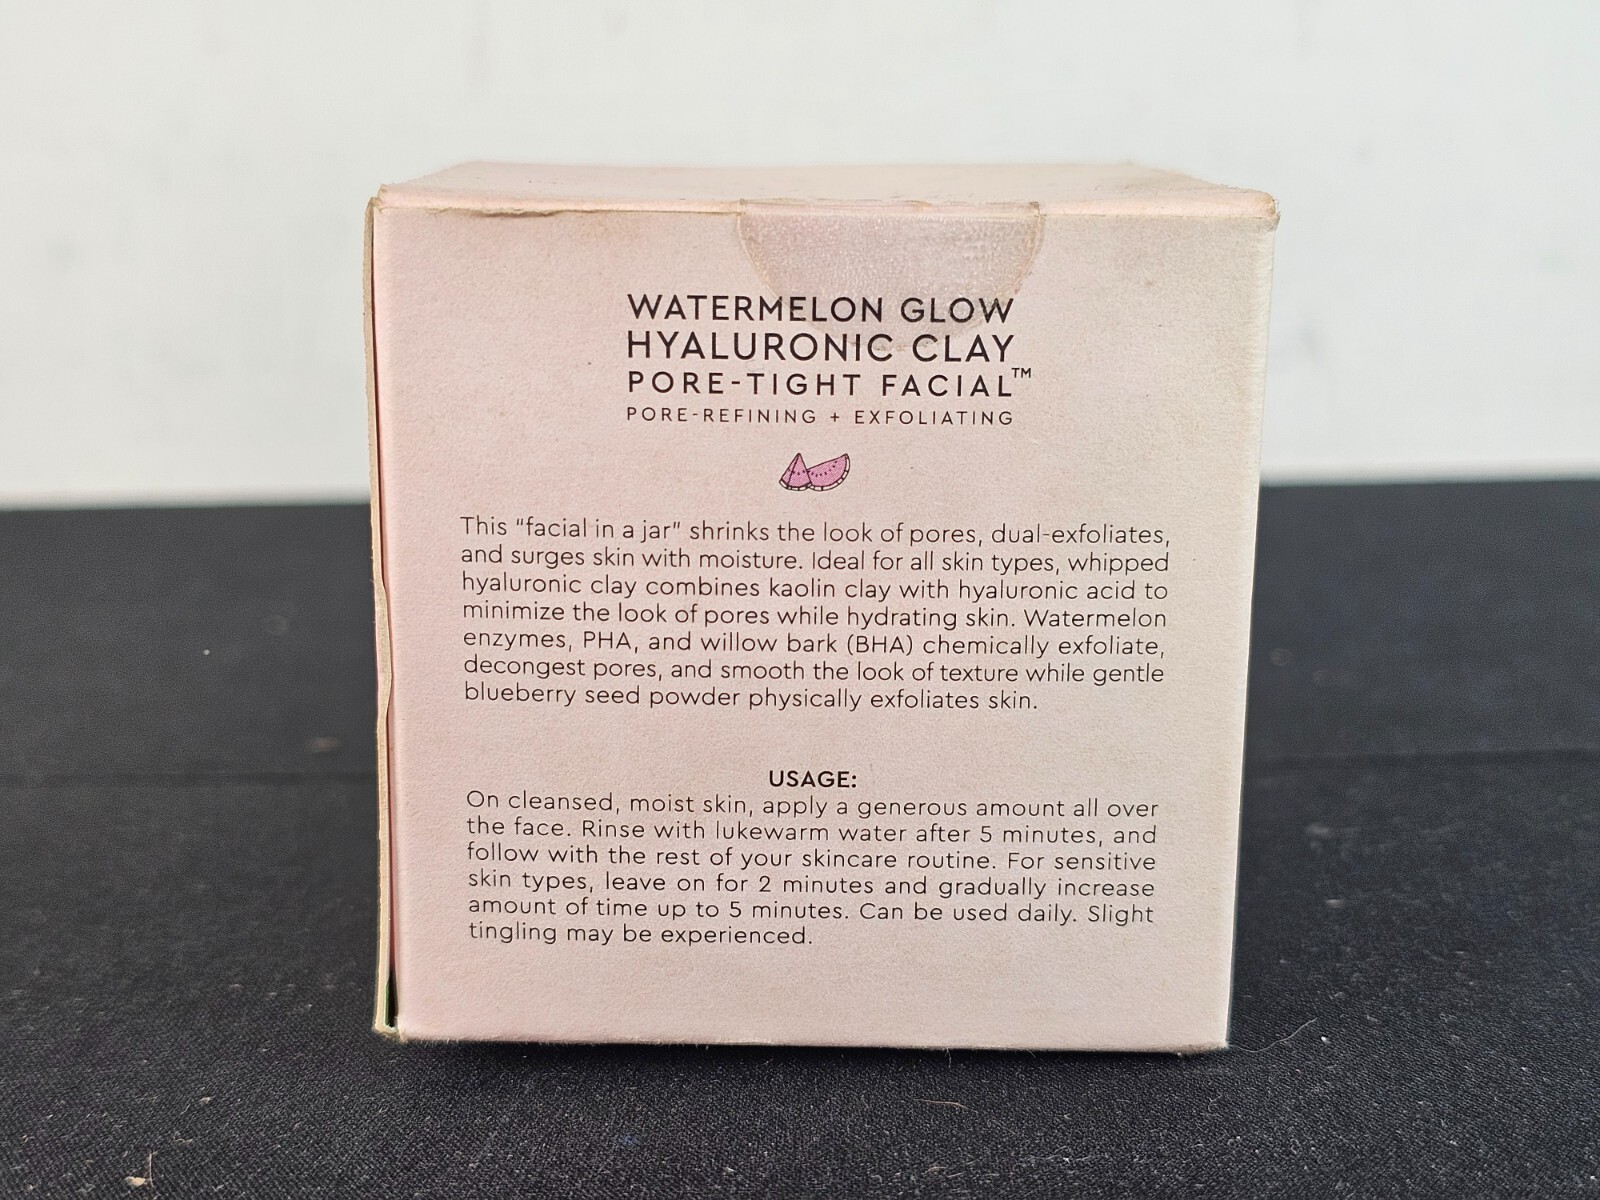 WATERMELON GLOW
HYALURONIC CLAY
PORE-TIGHT FACIAL™
PORE-REFINING + EXFOLIATING
This "facial in a jar" shrinks the look of pores, dual-exfoliates,
and surges skin with moisture. Ideal for all skin types, whipped
hyaluronic clay combines kaolin clay with hyaluronic acid to
minimize the look of pores while hydrating skin. Watermelon
enzymes, PHA, and willow bark (BHA) chemically exfoliate,
decongest pores, and smooth the look of texture while gentle
blueberry seed powder physically exfoliates skin.
USAGE:
On cleansed, moist skin, apply a generous amount all over
the face. Rinse with lukewarm water after 5 minutes, and
follow with the rest of your skincare routine. For sensitive
skin types, leave on for 2 minutes and gradually increase
amount of time up to 5 minutes. Can be used daily. Slight
tingling may be experienced.